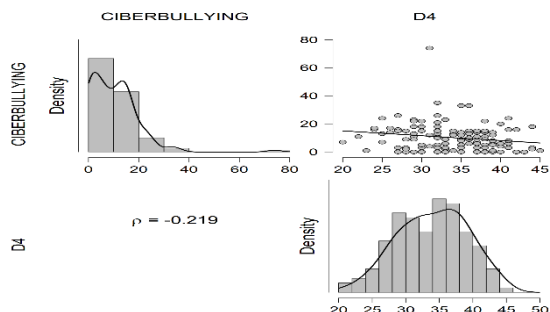 CIBERBULLYING D4
CIBERBULLYING
Density
0 20 40 60 80
80
60
40
20
0
20 25 30 35 40 45
D4
ρ = -0.219
Density
20 25 30 35 40 45 50